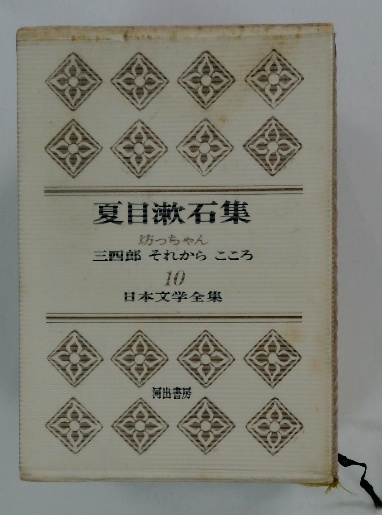 夏目漱石集
坊っちゃん
三四郎 それから こころ
10
日本文学全集
河出書房